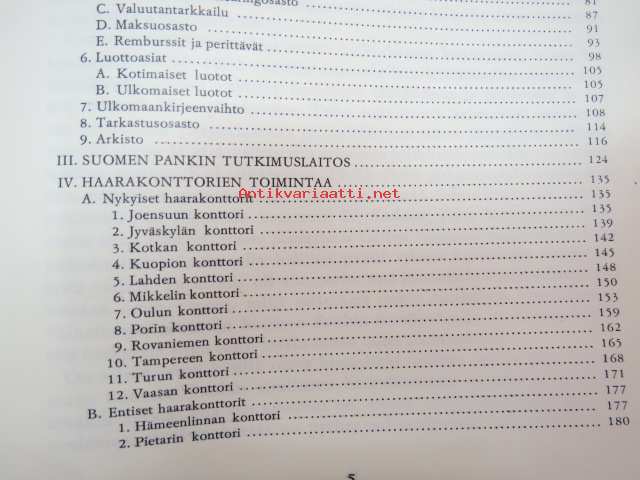 81
C. Valuutantarkkailu 87
D. Maksuosasto 91
E. Remburssit ja perittävät 93
6. Luottoasiat 98
A. Kotimaiset luotot 105
B. Ulkomaiset luotot 105
7. Ulkomaankirjeenvaihto 107
8. Tarkastusosasto 108
9. Arkisto 114
116
III. SUOMEN PANKIN TUTKIMUSLAITOS 124
IV. HAARAKONTTORIEN TOIMINTAA 135
Antikvariaatti.net
A. Nykyiset haarakonttorit 135
1. Joensuun konttori 135
2. Jyväskylän konttori 139
3. Kotkan konttori 142
4. Kuopion konttori 145
5. Lahden konttori 148
6. Mikkelin konttori 150
7. Oulun konttori 153
8. Porin konttori 159
9. Rovaniemen konttori 162
10. Tampereen konttori 165
11. Turun konttori 168
12. Vaasan konttori 171
B. Entiset haarakonttorit 177
1. Hämeenlinnan konttori 177
2. Pietarin konttori 180
5